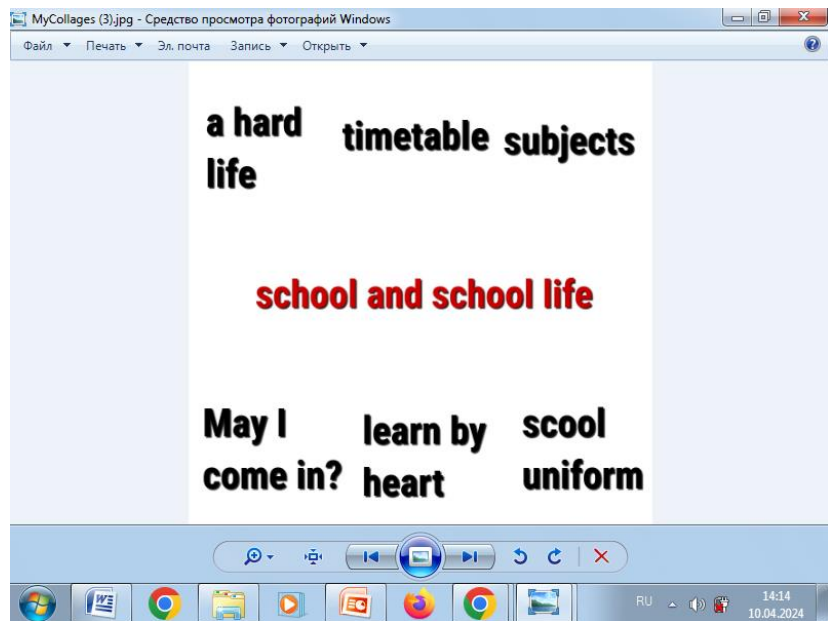 MyCollages (3).jpg - Средство просмотра фотографий Windows
Файл Печать Эл. почта Запись Открыть
a hard
life
timetable
subjects
school and school life
May I
come in?
learn by
heart
scool
uniform
RU
14:14
10.04.2024